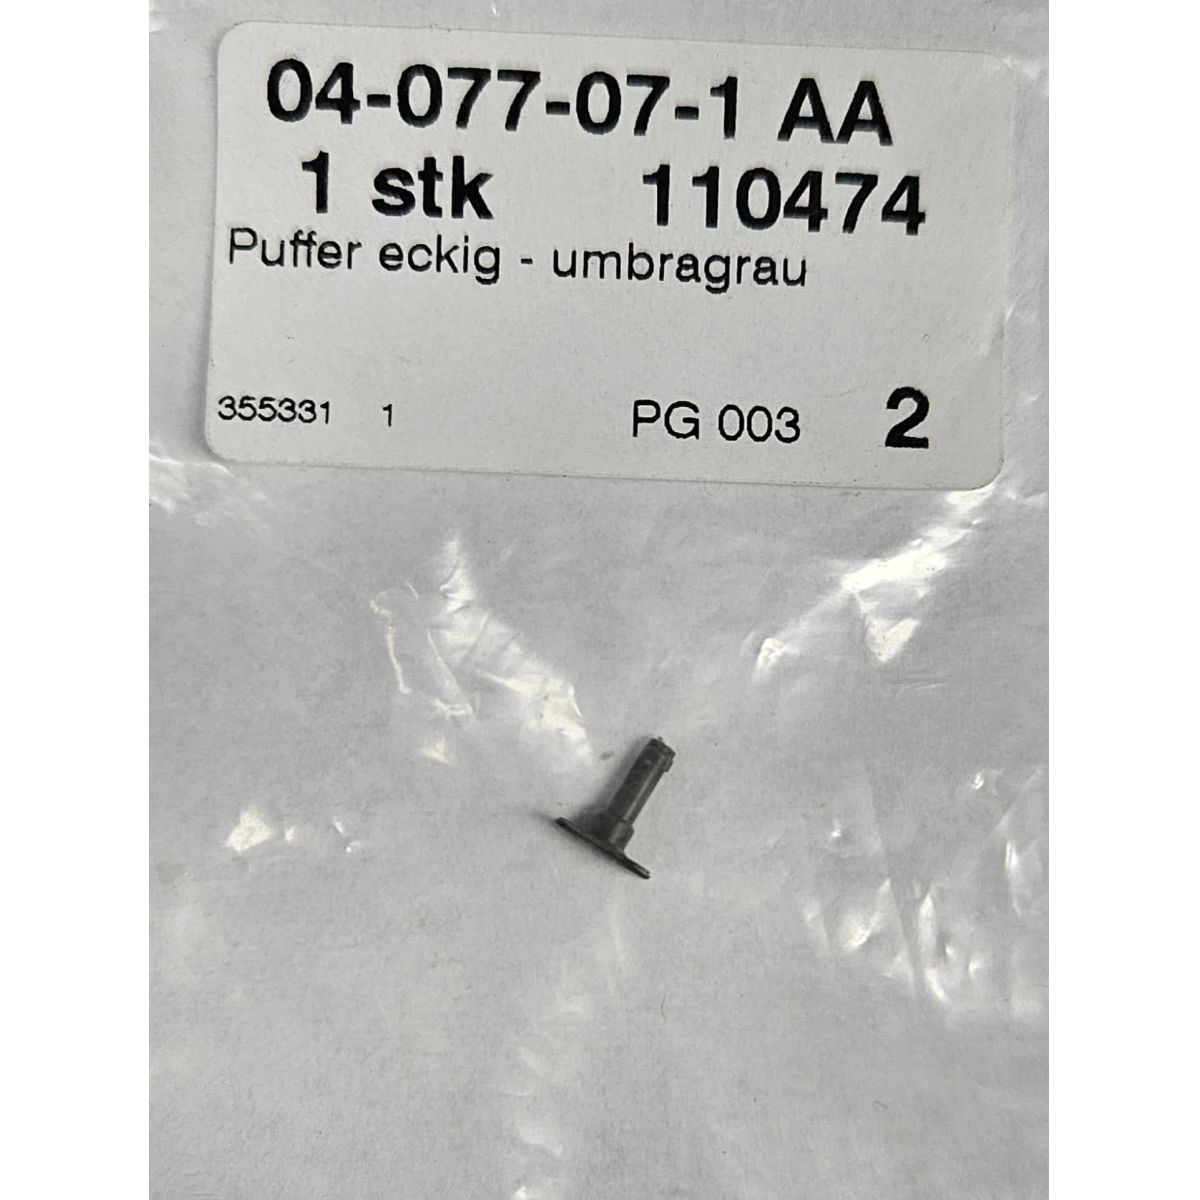 04-077-07-1 AA
1 stk 110474
Puffer eckig - umbragrau
355331 1 PG 003 2